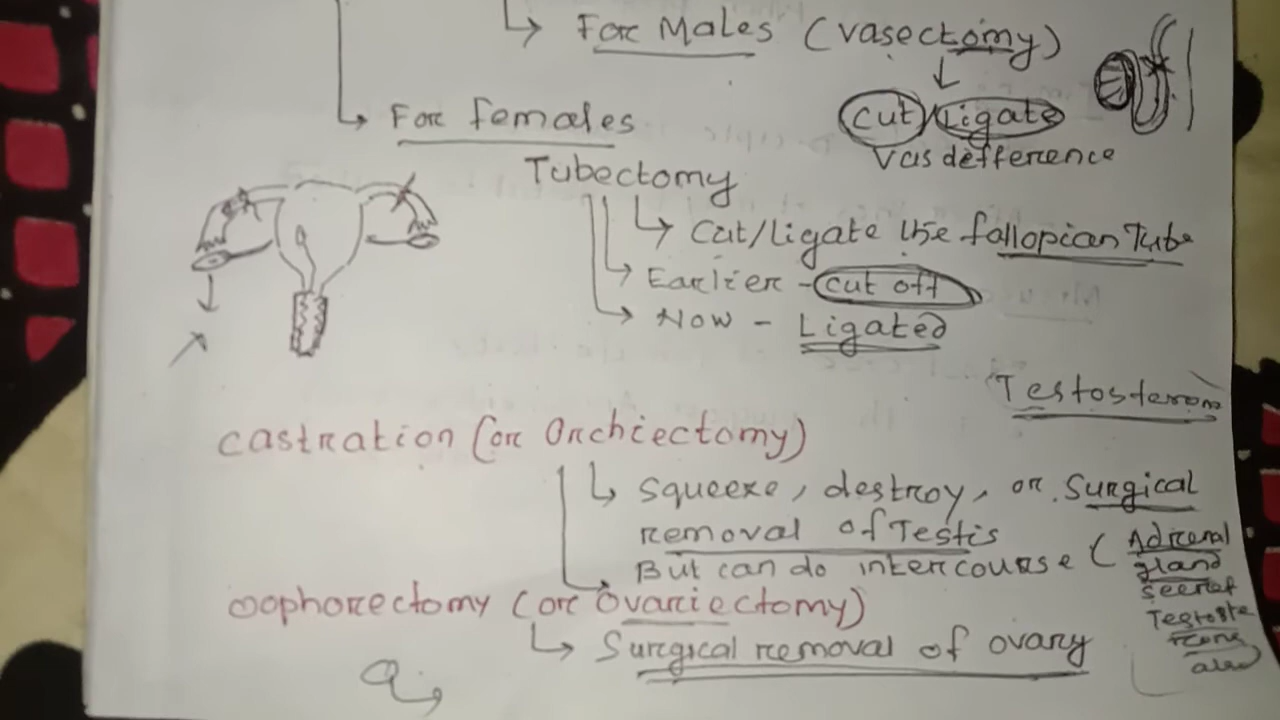 For Males (vasectomy)
For females
Cut/Ligate
Vas defference
Tubectomy
Cut/Ligate the fallopian Tube
Earlier - cut off
Now - Ligated
Testosteron
Castration (or Orchiectomy)
Squeeze, destroy, or Surgical
removal of Testis
But can do intercourse (Adrenal
gland
secret
Testoste
rone
also)
Oophorectomy (or Ovariectomy)
Surgical removal of ovary